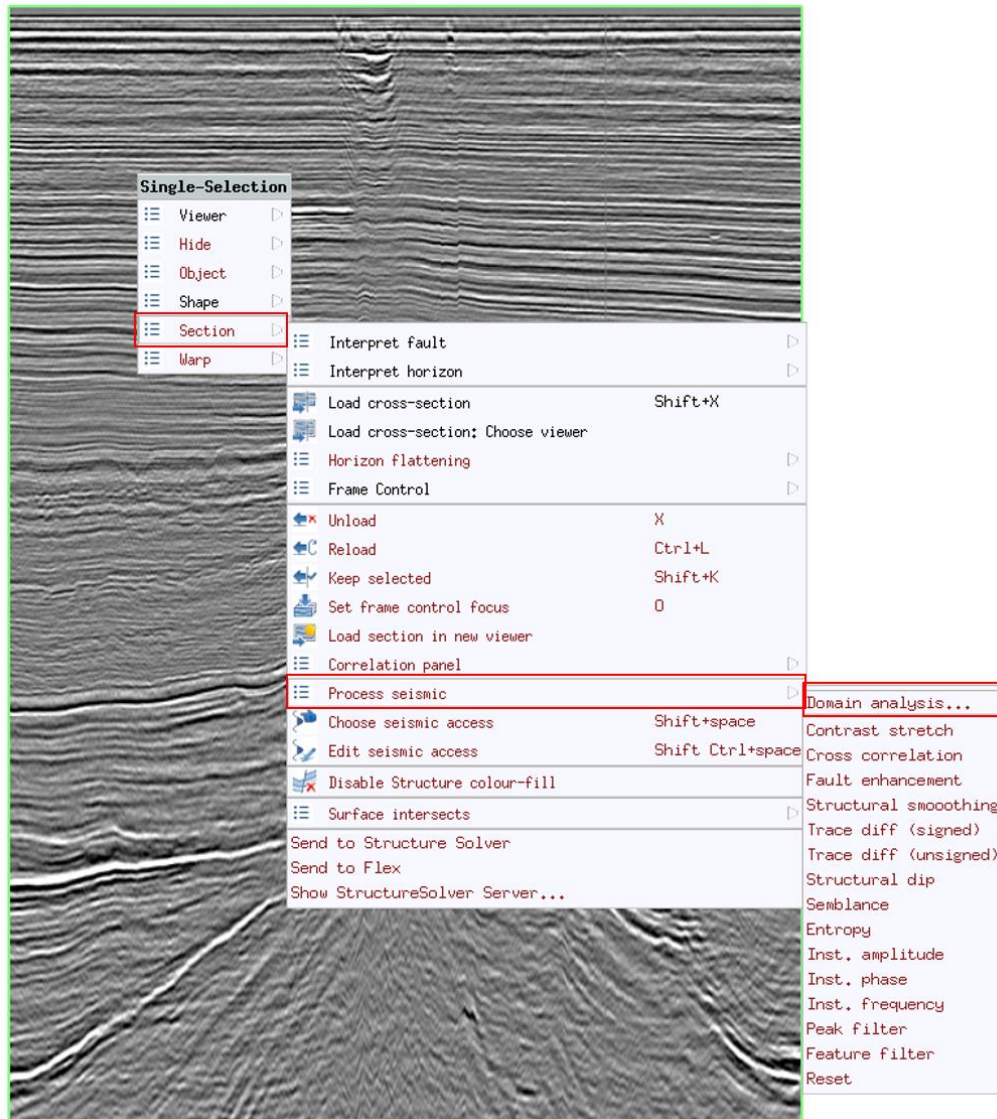 Single-Selection
Viewer
Hide
Object
Shape
Section
Warp
Interpret fault
Interpret horizon
Load cross-section Shift+X
Load cross-section: Choose viewer
Horizon flattening
Frame Control
Unload X
Reload Ctrl+L
Keep selected Shift+K
Set frame control focus O
Load section in new viewer
Correlation panel
Process seismic
Choose seismic access Shift+space
Edit seismic access Shift Ctrl+space
Disable Structure colour-fill
Surface intersects
Send to Structure Solver
Send to Flex
Show StructureSolver Server...
Domain analysis...
Contrast stretch
Cross correlation
Fault enhancement
Structural smooothing
Trace diff (signed)
Trace diff (unsigned)
Structural dip
Semblance
Entropy
Inst. amplitude
Inst. phase
Inst. frequency
Peak filter
Feature filter
Reset